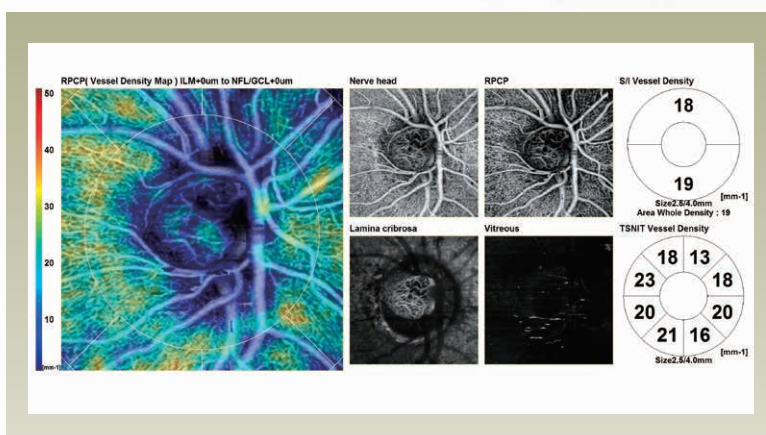 RPCP( Vessel Density Map ) ILM+0um to NFL/GCL+0um
50
40
30
20
10
[mm-1]
Nerve head
RPCP
Lamina cribrosa
Vitreous
S/I Vessel Density
18
19
[mm-1]
Size2.5/4.0mm
Area Whole Density : 19
TSNIT Vessel Density
18 13
23 18
20 20
21 16
[mm-1]
Size2.5/4.0mm